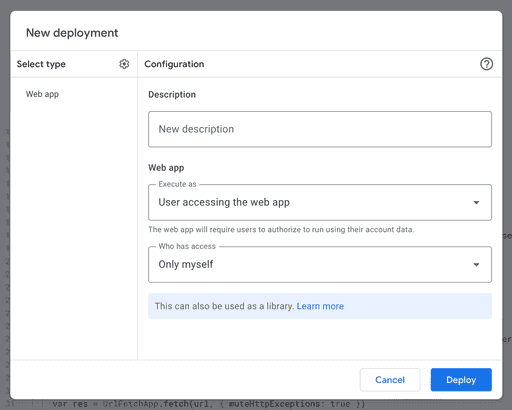 New deployment
Select type
Configuration
Web app
Description
New description
Web app
Execute as
User accessing the web app
The web app will require users to authorize to run using their account data.
Who has access
Only myself
This can also be used as a library. Learn more
Cancel
Deploy
var res = UrlFetchApp.fetch(url, { muteHttpExceptions: true })